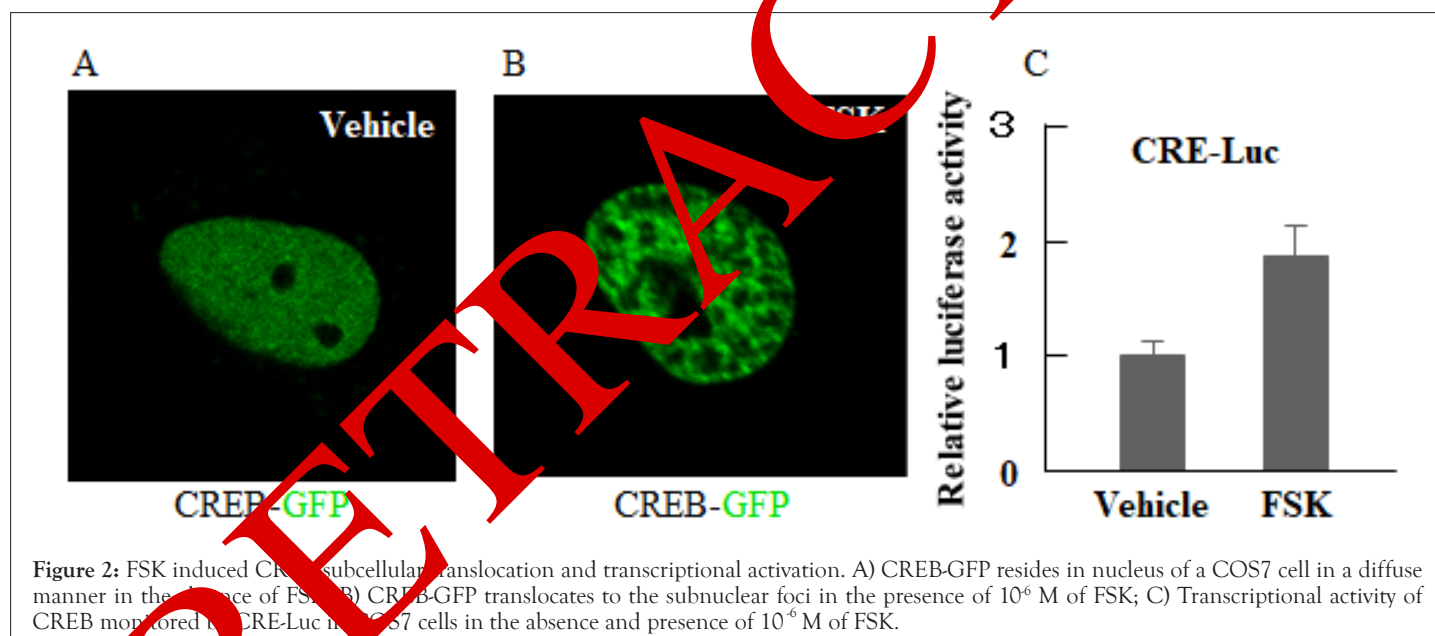 A
B
C
Vehicle
CREB-GFP
CREB-GFP
Relative luciferase activity
3
2
1
0
CRE-Luc
Vehicle FSK
ETRAC
Figure 2: FSK induced subcellular and transcriptional activation. A) CREB-GFP resides in nucleus of a COS7 cell in a diffuse
manner in the of B) CREB-GFP translocates to the subnuclear foci in the presence of 10⁻⁶ M of FSK; C) Transcriptional activity of
CREB CRE-Luc cells in the absence and presence of 10⁻⁶ M of FSK.